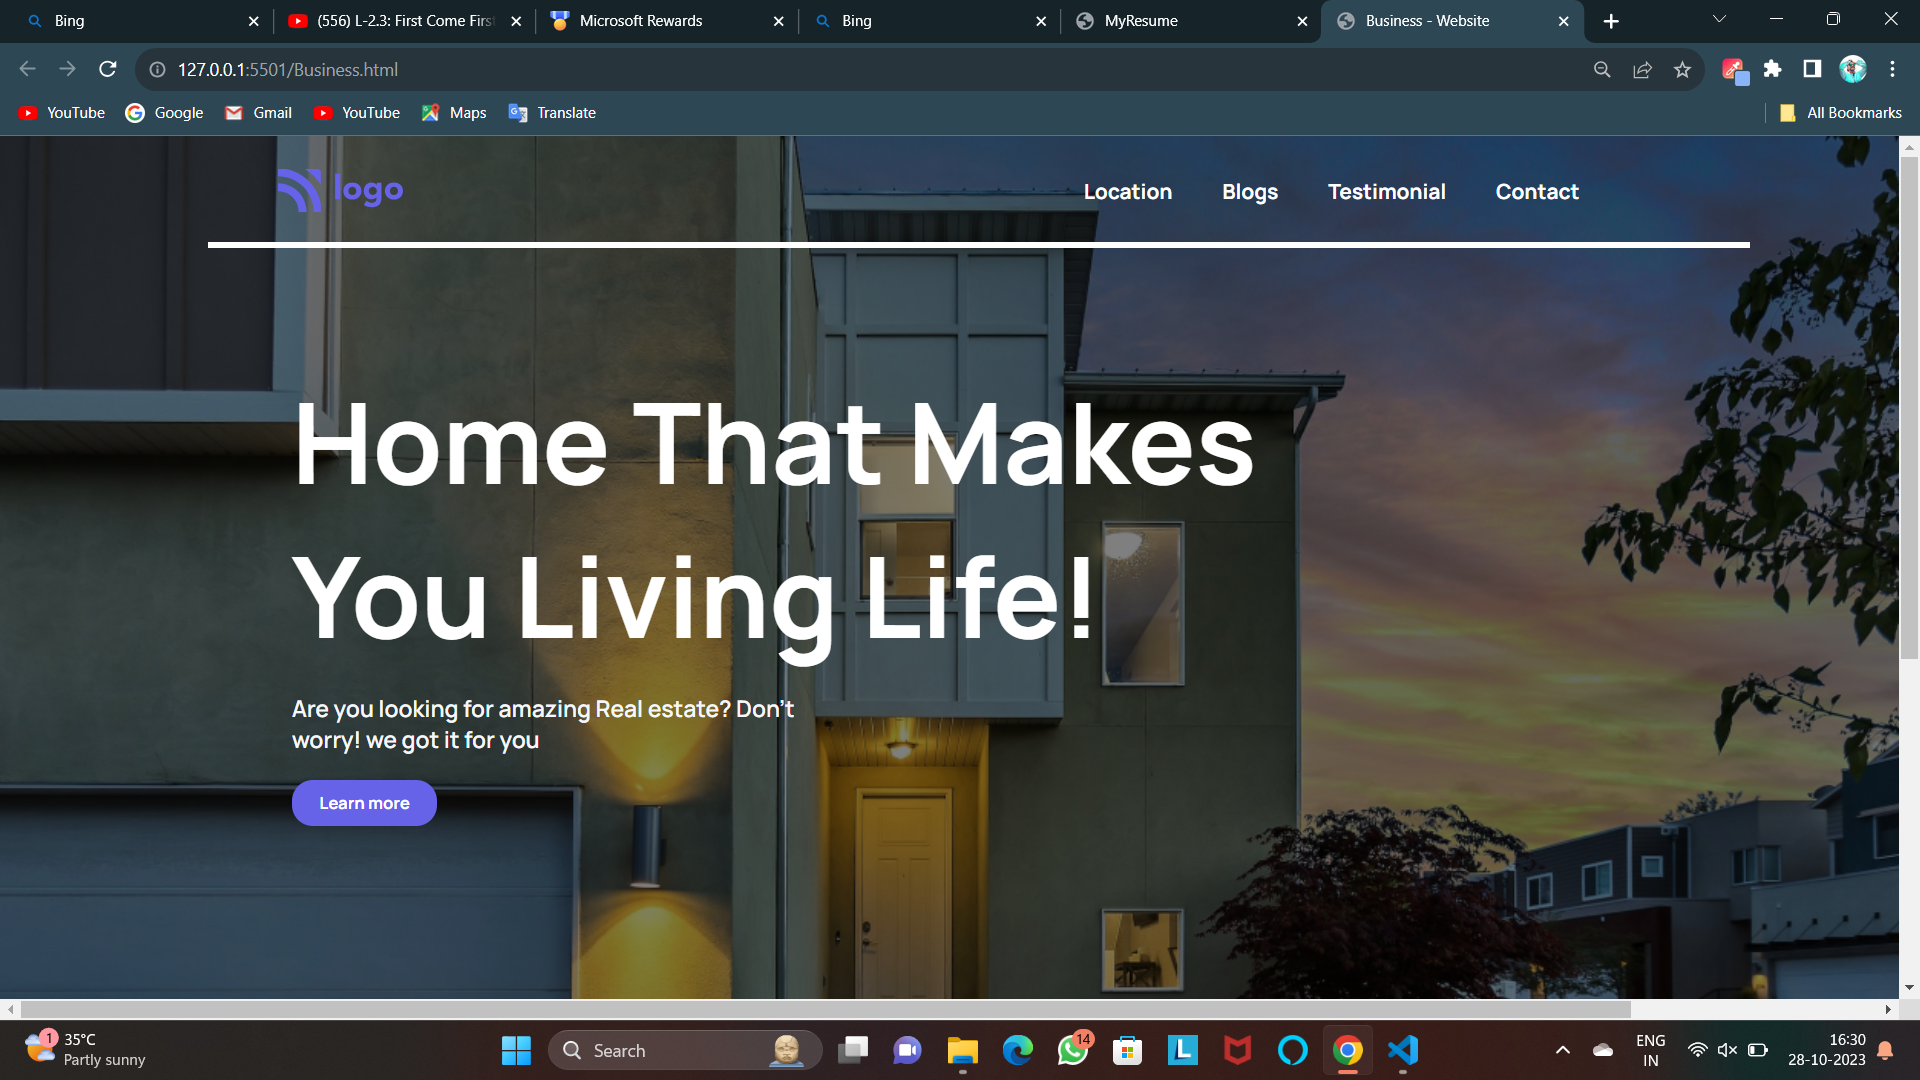 Bing
(556) L-2.3: First Come Firs
Microsoft Rewards
Bing
MyResume
Business - Website
127.0.0.1:5501/Business.html
YouTube
Google
Gmail
YouTube
Maps
Translate
All Bookmarks
logo
Location
Blogs
Testimonial
Contact
Home That Makes
You Living Life!
Are you looking for amazing Real estate? Don't
worry! we got it for you
Learn more
1
35°C
Partly sunny
Search
14
L
ENG
IN
16:30
28-10-2023